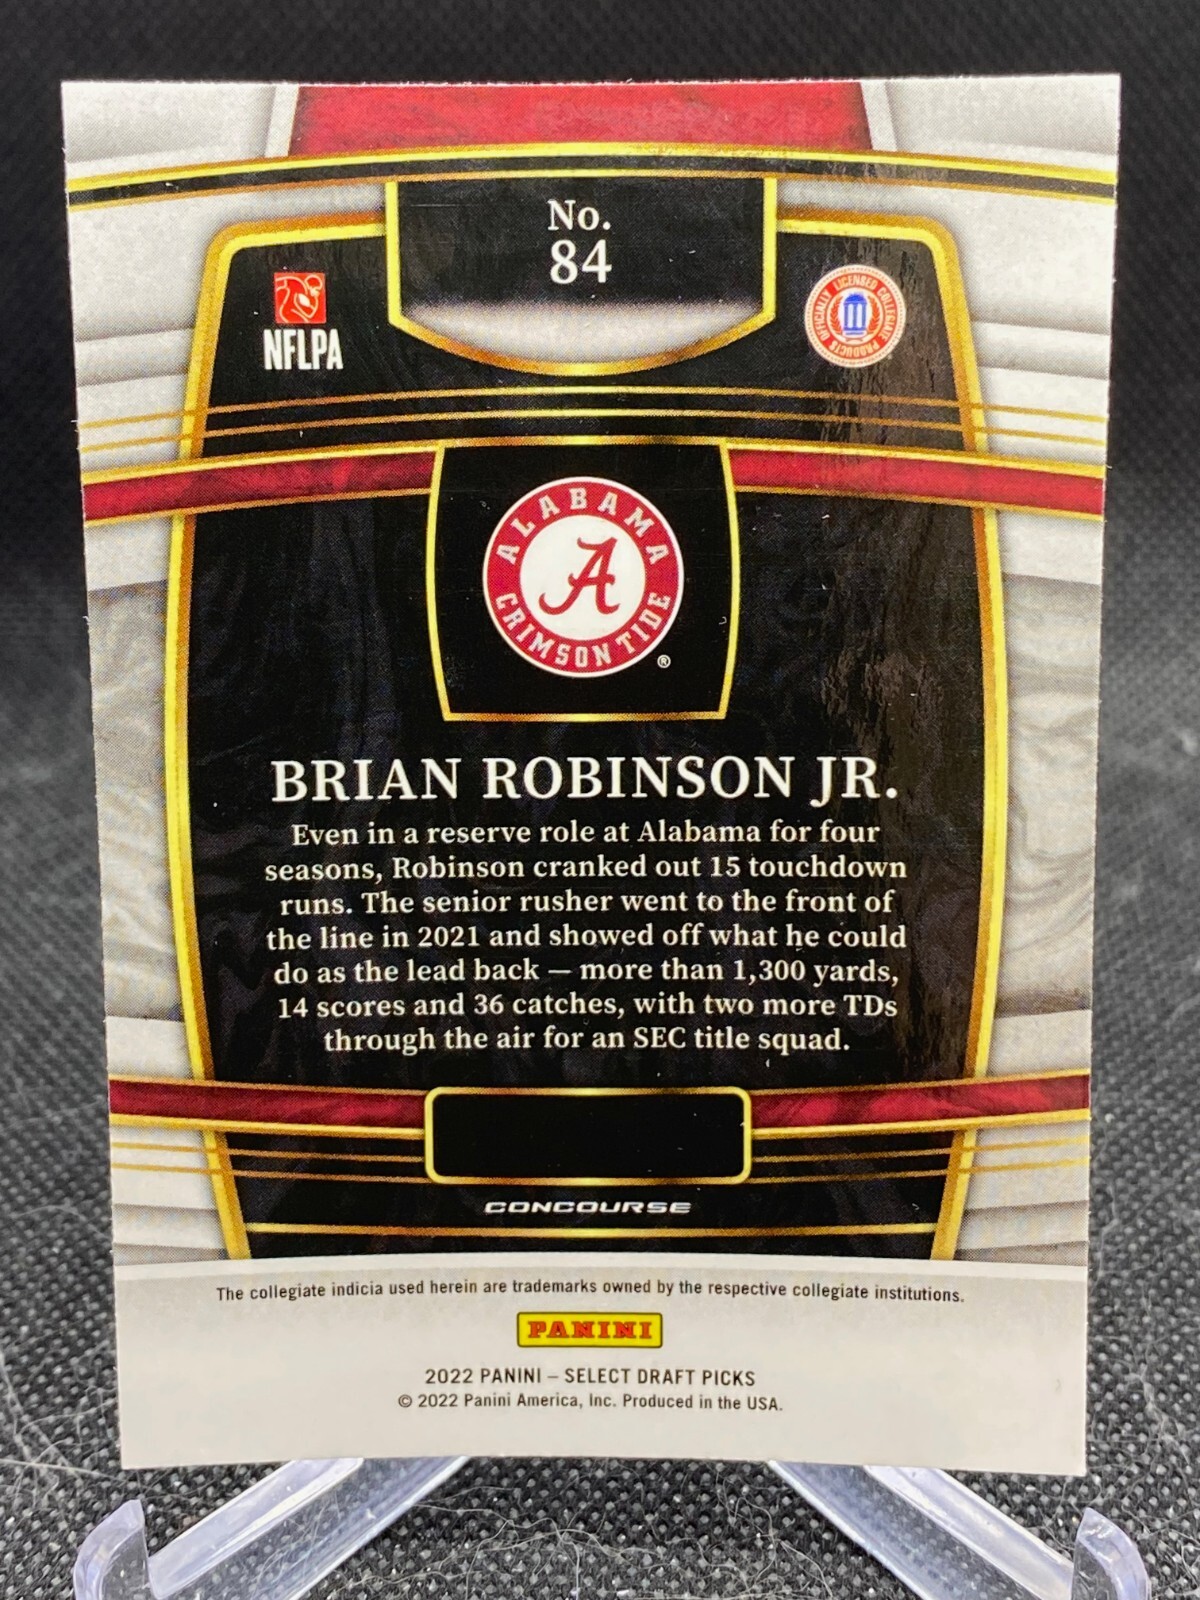 No.
84
NFLPA
OFFICIALLY LICENSED COLLEGIATE PRODUCTS
ALABAMA
A
CRIMSON TIDE
®
BRIAN ROBINSON JR.
Even in a reserve role at Alabama for four
seasons, Robinson cranked out 15 touchdown
runs. The senior rusher went to the front of
the line in 2021 and showed off what he could
do as the lead back — more than 1,300 yards,
14 scores and 36 catches, with two more TDs
through the air for an SEC title squad.
CONCOURSE
The collegiate indicia used herein are trademarks owned by the respective collegiate institutions.
PANINI
2022 PANINI – SELECT DRAFT PICKS
© 2022 Panini America, Inc. Produced in the USA.